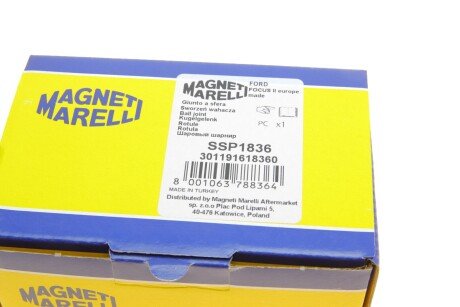 MAGNETI
MARELLI
MAGNETI
MARELLI
FORD
FOCUS II europe
made
Giunto a sfera
Sworzeń wahacza
Ball joint
Kugelgelenk
Rotule
Rotula
Шаровый шарнир
PC x1
SSP1836
301191618360
8 001063 788364
MADE IN TURKEY
Distributed by Magneti Marelli Aftermarket
sp. z.o.o Plac Pod Lipami 5,
40-476 Katowice, Poland
MAGNETI
MARELLI